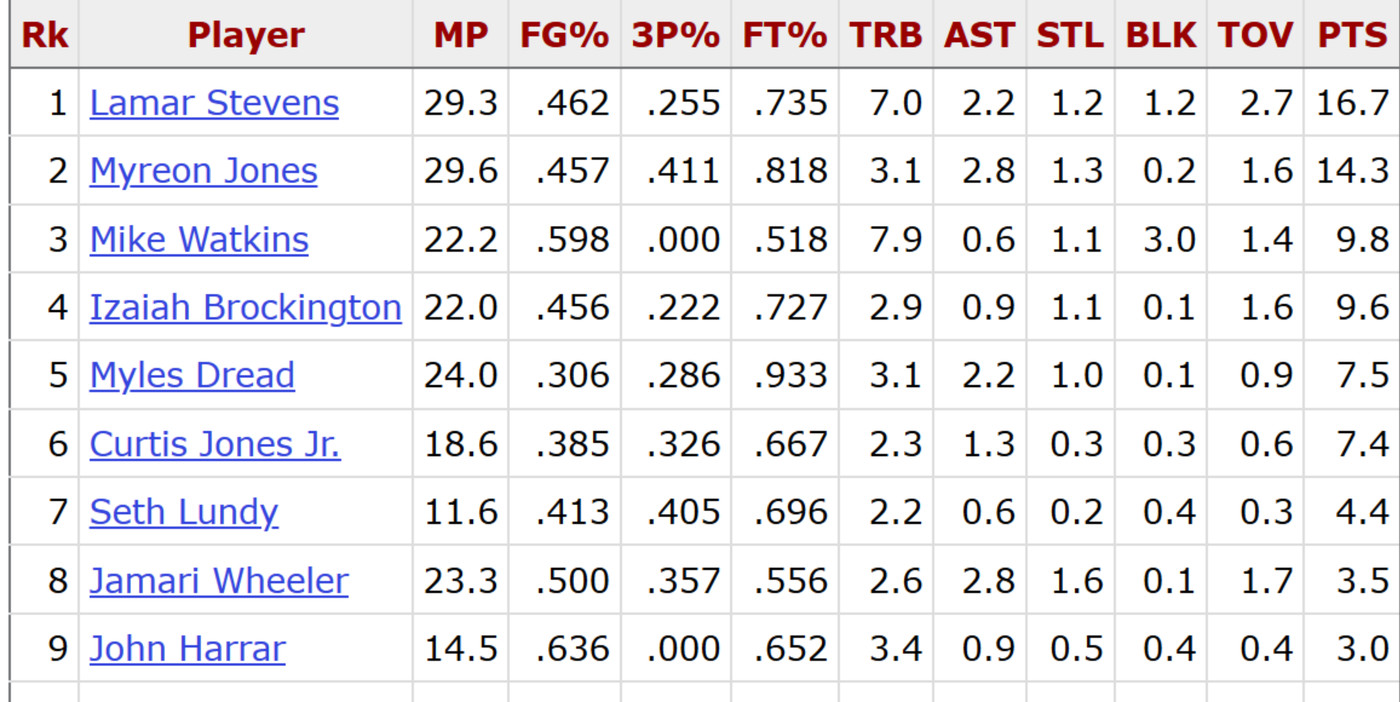 Rk Player MP FG% 3P% FT% TRB AST STL BLK TOV PTS
1 Lamar Stevens 29.3 .462 .255 .735 7.0 2.2 1.2 1.2 2.7 16.7
2 Myreon Jones 29.6 .457 .411 .818 3.1 2.8 1.3 0.2 1.6 14.3
3 Mike Watkins 22.2 .598 .000 .518 7.9 0.6 1.1 3.0 1.4 9.8
4 Izaiah Brockington 22.0 .456 .222 .727 2.9 0.9 1.1 0.1 1.6 9.6
5 Myles Dread 24.0 .306 .286 .933 3.1 2.2 1.0 0.1 0.9 7.5
6 Curtis Jones Jr. 18.6 .385 .326 .667 2.3 1.3 0.3 0.3 0.6 7.4
7 Seth Lundy 11.6 .413 .405 .696 2.2 0.6 0.2 0.4 0.3 4.4
8 Jamari Wheeler 23.3 .500 .357 .556 2.6 2.8 1.6 0.1 1.7 3.5
9 John Harrar 14.5 .636 .000 .652 3.4 0.9 0.5 0.4 0.4 3.0